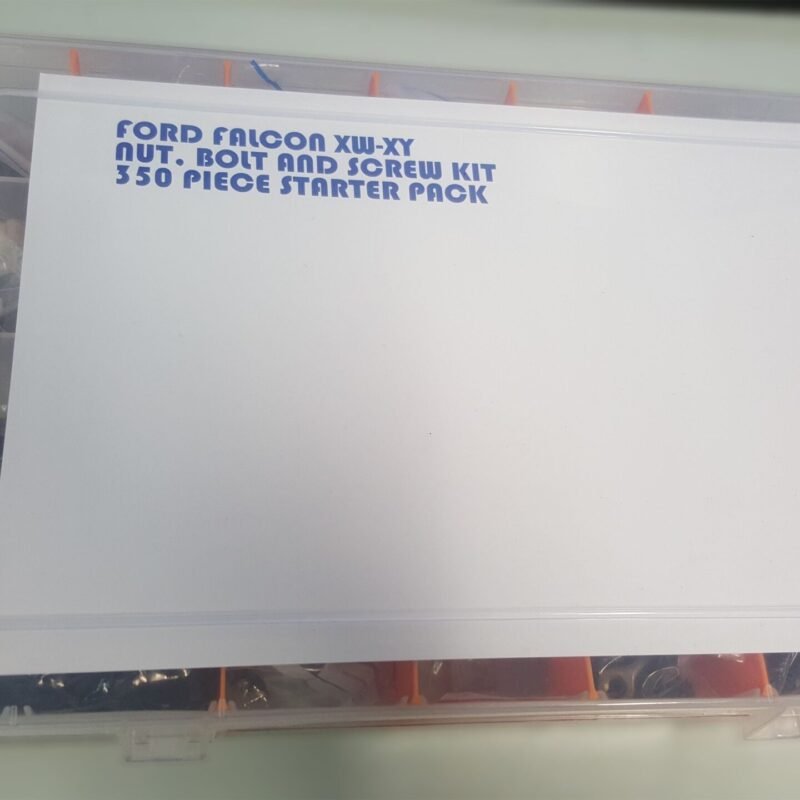 FORD FALCON XW-XY
NUT, BOLT AND SCREW KIT
350 PIECE STARTER PACK